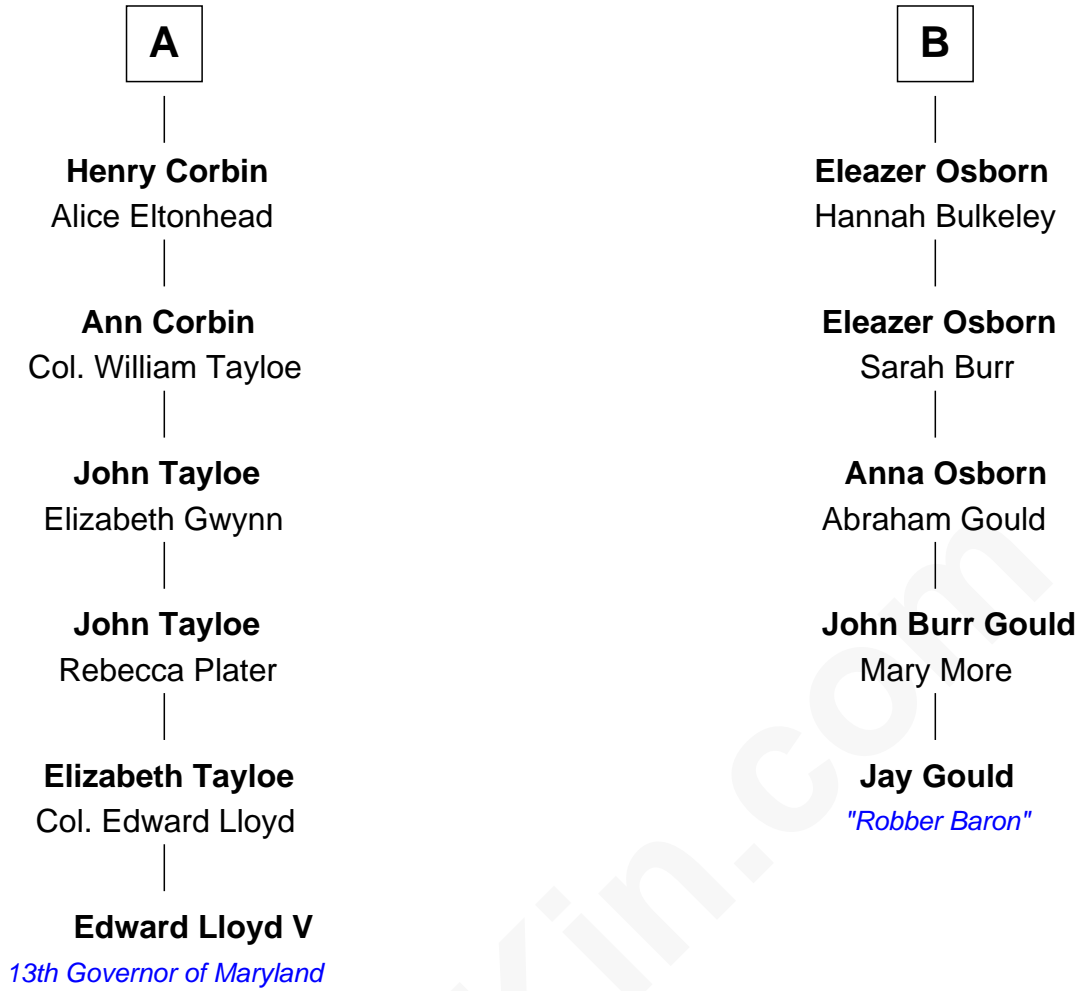 A
Henry Corbin
Alice Eltonhead
Ann Corbin
Col. William Tayloe
John Tayloe
Elizabeth Gwynn
John Tayloe
Rebecca Plater
Elizabeth Tayloe
Col. Edward Lloyd
Edward Lloyd V
13th Governor of Maryland
B
Eleazer Osborn
Hannah Bulkeley
Eleazer Osborn
Sarah Burr
Anna Osborn
Abraham Gould
John Burr Gould
Mary More
Jay Gould
"Robber Baron"
Kin.com